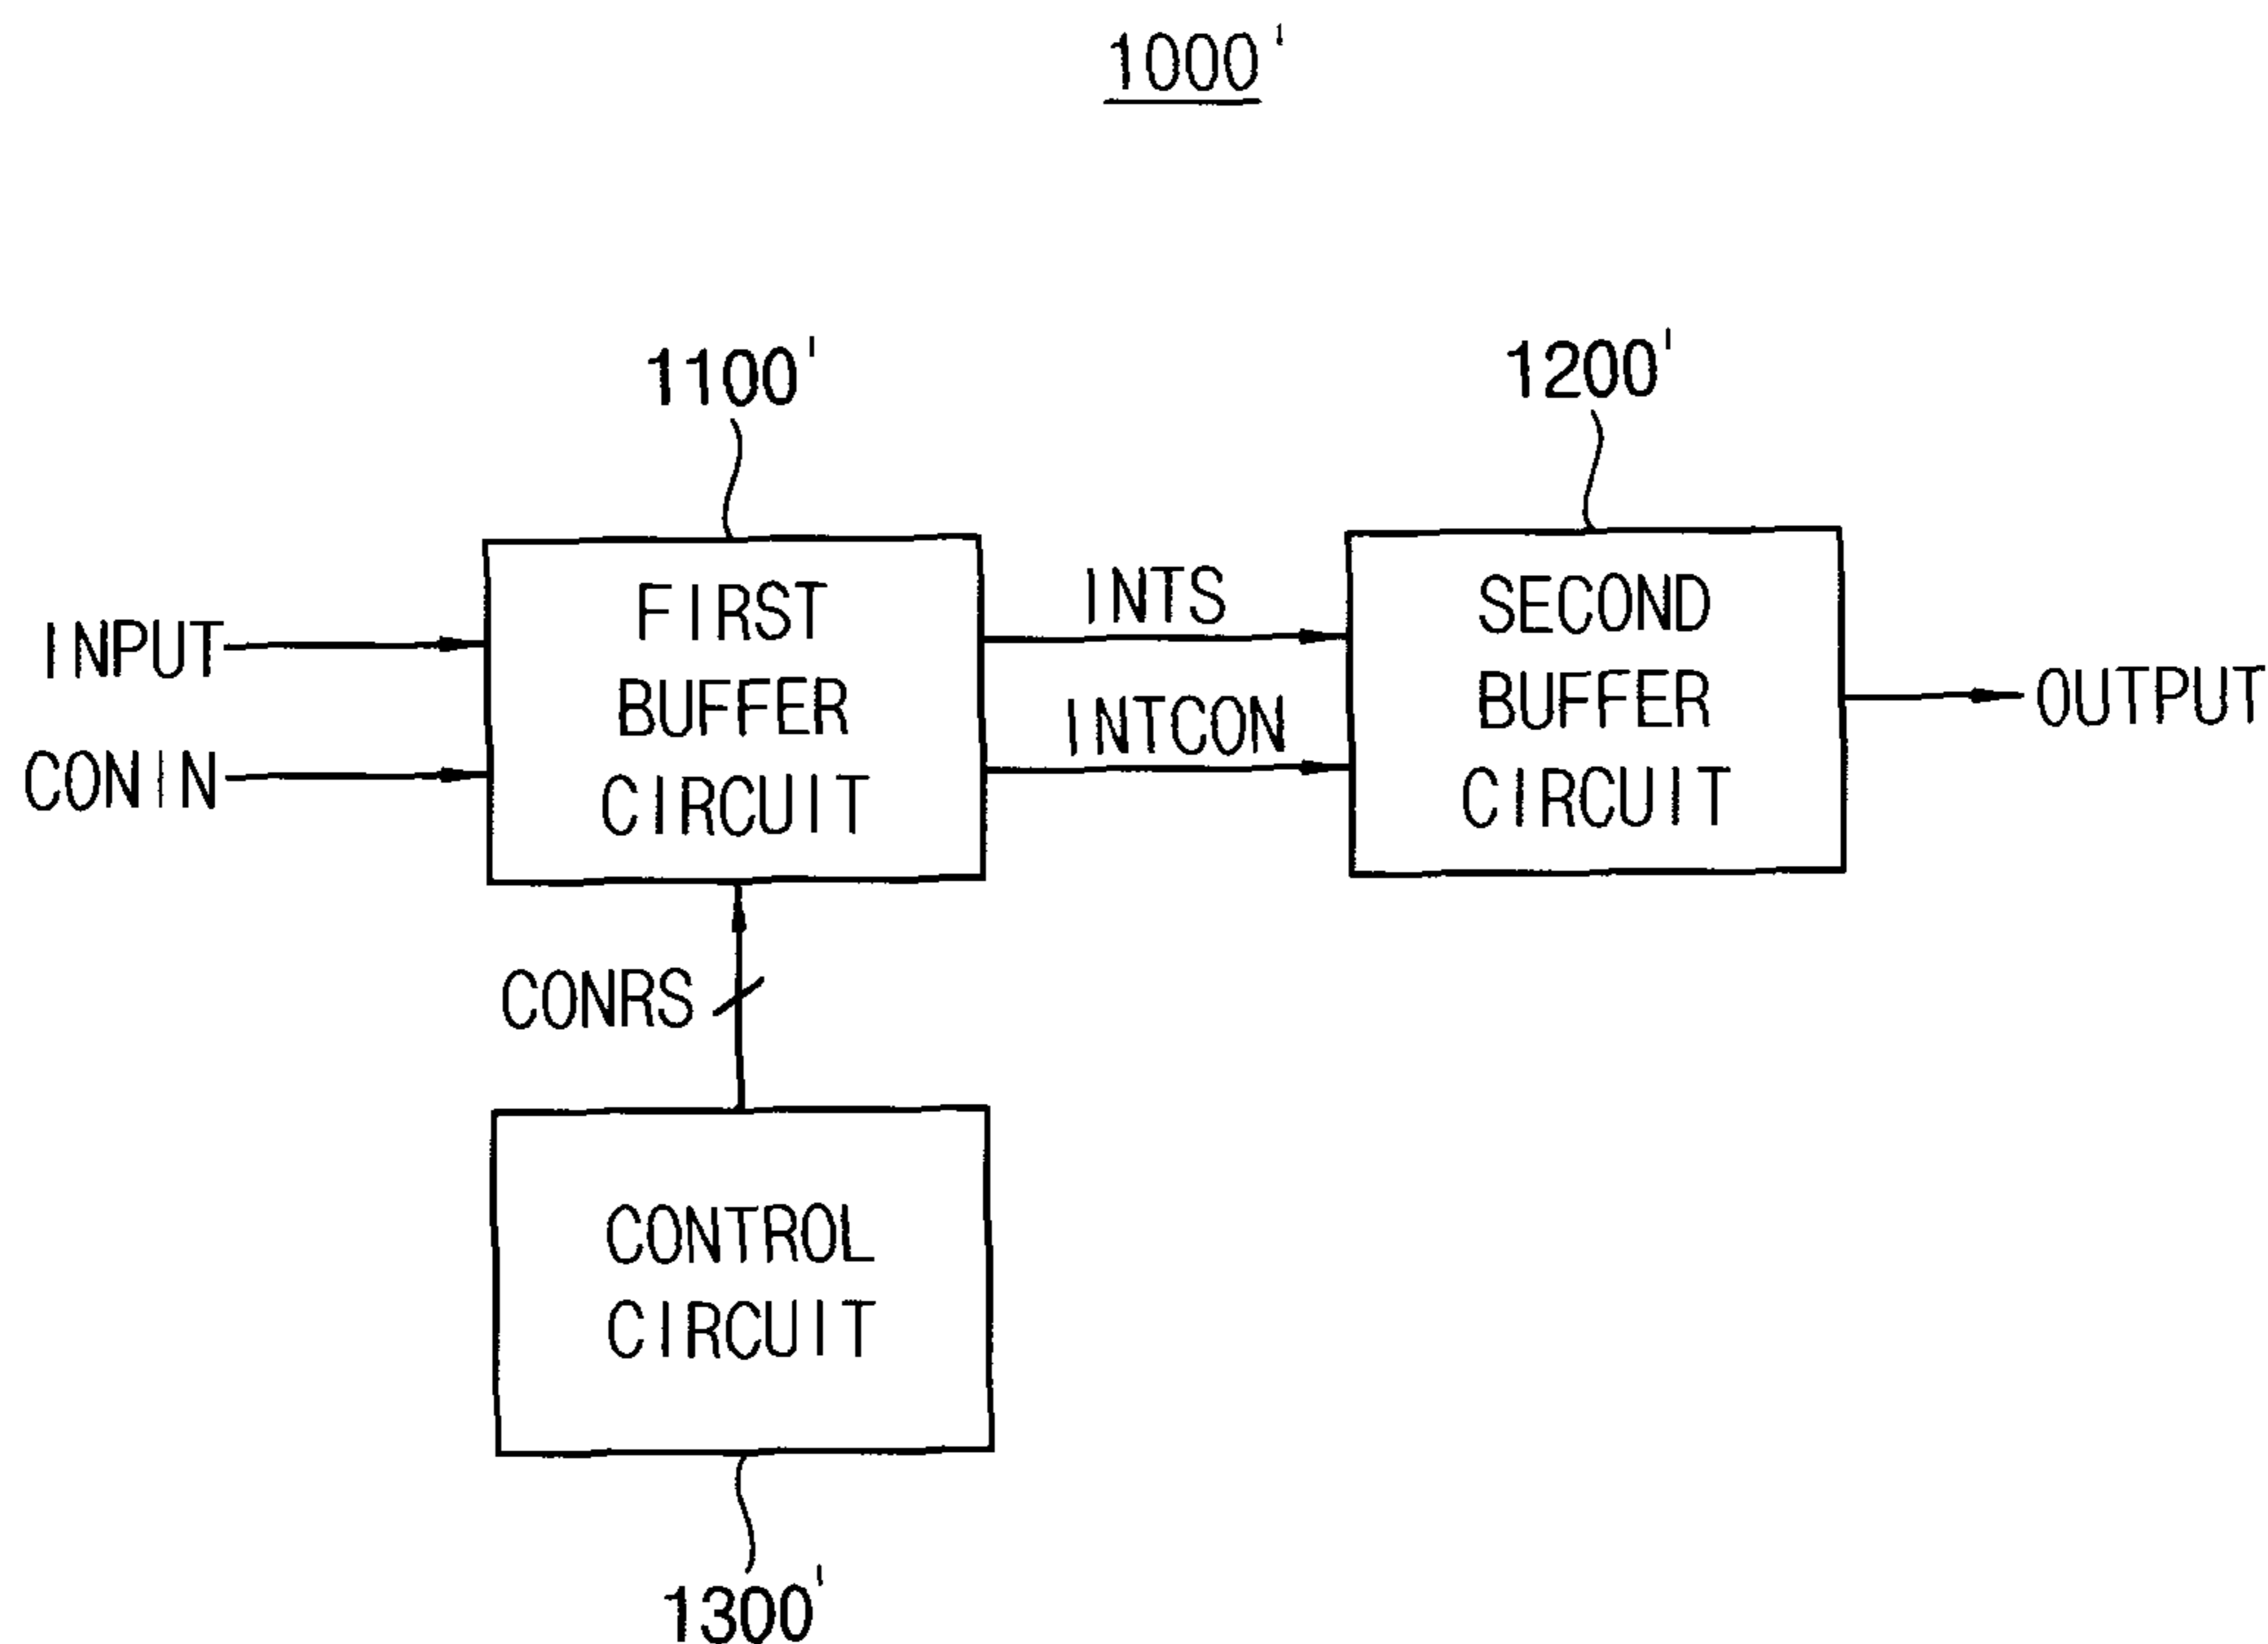 1000'
1100'
1200'
FIRST
BUFFER
CIRCUIT
INPUT
CONIN
INTS
INTCON
SECOND
BUFFER
CIRCUIT
OUTPUT
CONRS
CONTROL
CIRCUIT
1300'